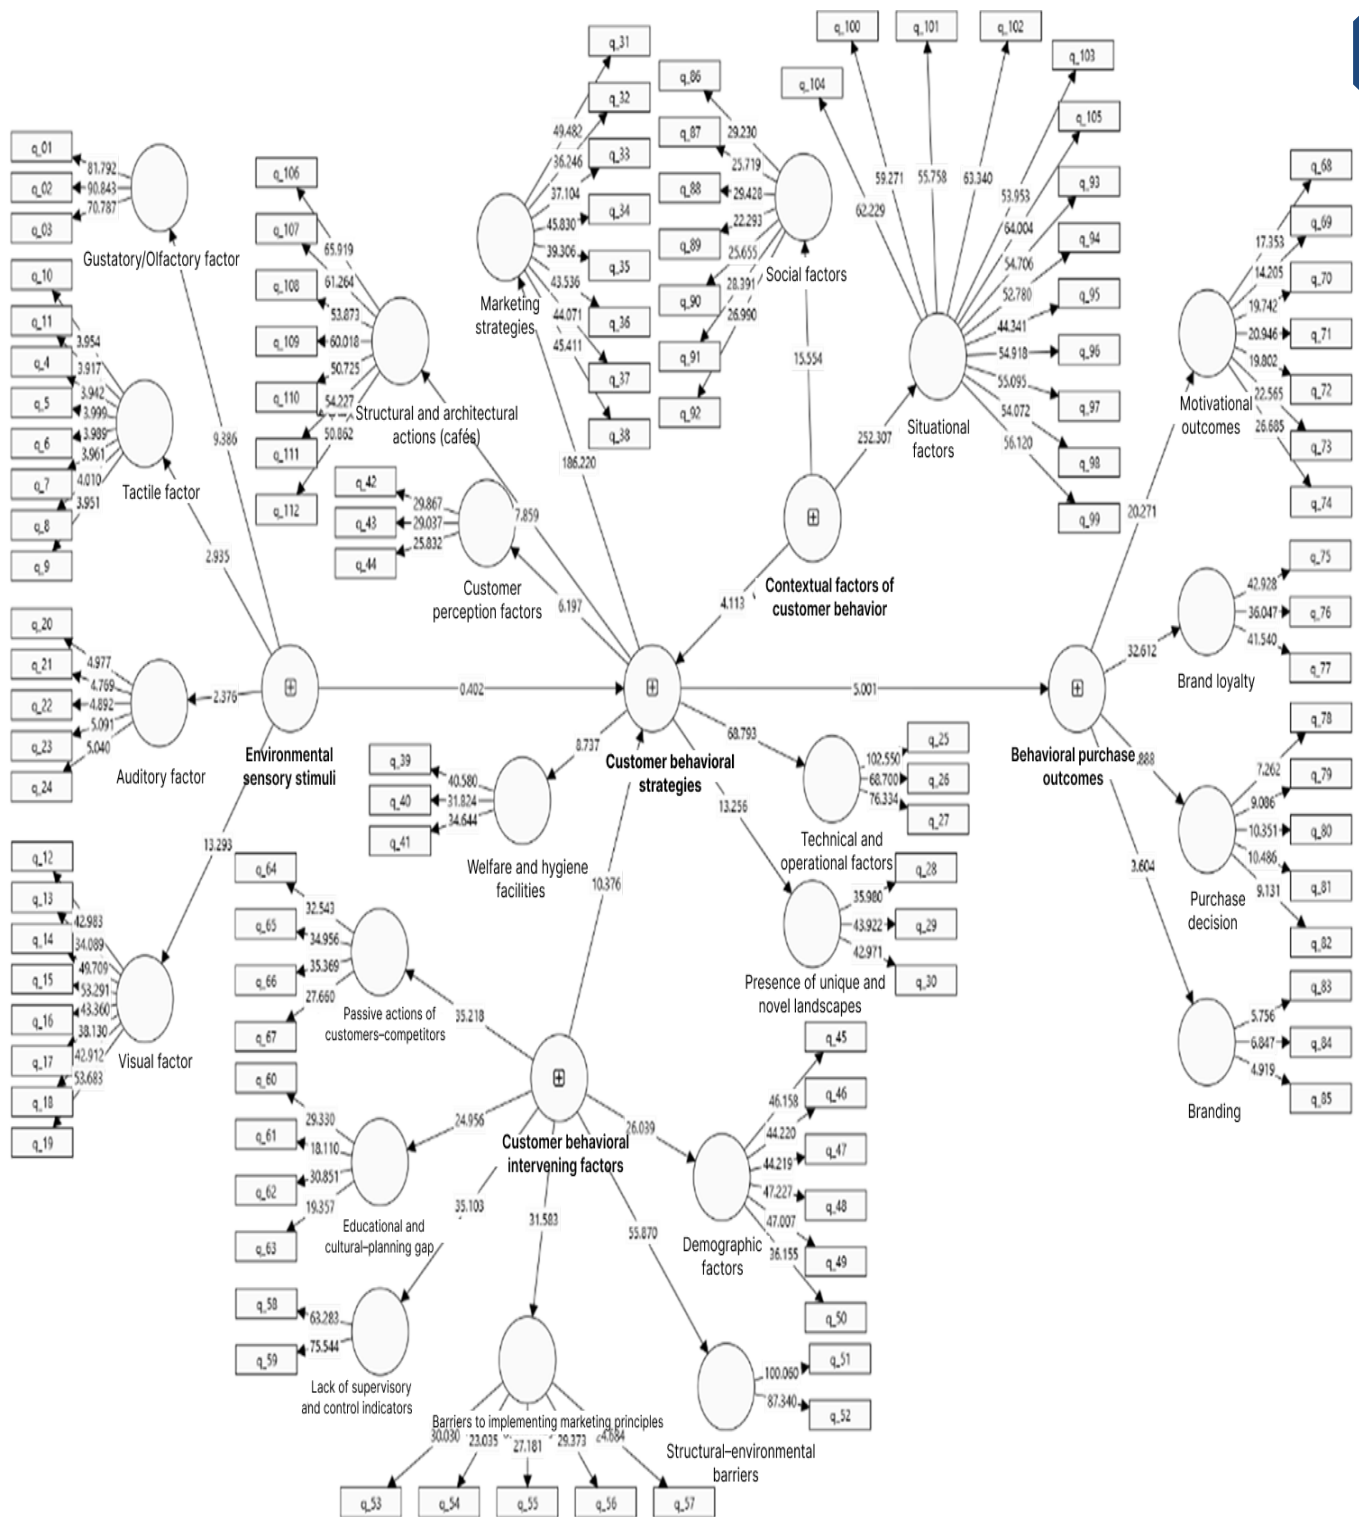 q_01
q_02
q_03
81.792
90.843
70.787
Gustatory/Olfactory factor
q_10
q_11
q_4
q_5
q_6
q_7
q_8
q_9
3.954
3.917
3.942
3.999
3.989
3.961
4.010
3.951
Tactile factor
q_20
q_21
q_22
q_23
q_24
4.977
4.769
4.892
5.091
5.040
Auditory factor
q_12
q_13
q_14
q_15
q_16
q_17
q_18
q_19
42.983
34.089
49.709
53.291
43.360
38.130
42.912
53.683
Visual factor
9.386
2.935
2.376
13.293
Environmental
sensory stimuli
0.402
q_106
q_107
q_108
q_109
q_110
q_111
q_112
65.919
61.264
53.873
60.018
50.725
54.227
50.862
Structural and architectural
actions (cafés)
q_42
q_43
q_44
29.867
29.037
25.832
Customer
perception factors
q_31
q_32
q_33
q_34
q_35
q_36
q_37
q_38
49.482
36.246
37.104
45.830
39.306
43.536
44.071
45.411
Marketing
strategies
186.220
7.859
6.197
q_86
q_87
q_88
q_89
q_90
q_91
q_92
29.230
25.719
29.428
22.293
25.655
28.391
26.990
Social factors
q_100
q_101
q_102
q_103
q_104
q_105
q_93
q_94
q_95
q_96
q_97
q_98
q_99
62.229
59.271
55.758
63.340
53.953
64.004
54.706
52.780
44.341
54.918
55.095
54.072
56.120
Situational
factors
15.554
252.307
Contextual factors of
customer behavior
4.113
Customer behavioral
strategies
5.001
q_39
q_40
q_41
40.580
31.824
34.644
8.737
Welfare and hygiene
facilities
68.793
q_25
q_26
q_27
102.550
68.700
76.334
Technical and
operational factors
13.256
q_28
q_29
q_30
35.980
43.922
42.971
Presence of unique and
novel landscapes
10.376
Behavioral purchase
outcomes
20.271
32.612
.888
q_68
q_69
q_70
q_71
q_72
q_73
q_74
17.353
14.205
19.742
20.946
19.802
22.565
26.685
Motivational
outcomes
q_75
q_76
q_77
42.928
36.047
41.540
Brand loyalty
q_78
q_79
q_80
q_81
q_82
7.262
9.086
10.351
10.486
9.131
Purchase
decision
q_83
q_84
q_85
5.756
6.847
4.919
Branding
q_64
q_65
q_66
q_67
32.543
34.956
35.369
27.660
Passive actions of
customers–competitors
35.218
q_60
q_61
q_62
q_63
29.330
18.110
30.851
19.357
Educational and
cultural–planning gap
24.956
Customer behavioral
intervening factors
q_58
q_59
63.283
75.544
Lack of supervisory
and control indicators
35.103
31.583
55.870
26.039
q_45
q_46
q_47
q_48
q_49
q_50
46.158
44.220
44.219
47.227
47.007
36.155
Demographic
factors
q_51
q_52
100.060
87.340
Structural–environmental
barriers
Barriers to implementing marketing principles
30.030
23.035
27.181
29.373
q_53
q_54
q_55
q_56
q_57